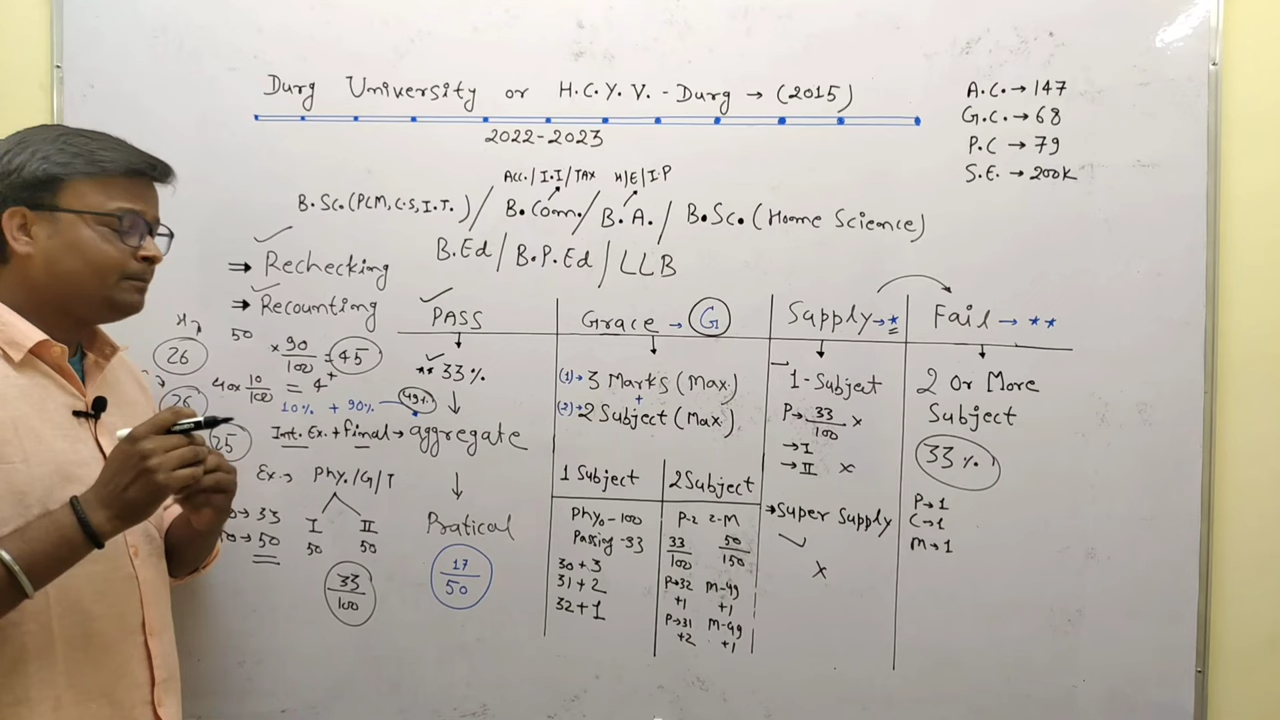 Durg University or H.C.Y.V.-Durg → (2015)
2022-2023
A.C. → 147
G.C. → 68
P.C → 79
S.E. → 200K
Acc./I.I/TAX H/E/I.P
B.Sc.(PCM, C.S, I.T.) / B.Com. / B.A. / B.Sc. (Home Science)
B.Ed / B.P.Ed / LLB
⇒ Rechecking
⇒ Recounting
26
26
25
50 × 90/100 = 45
40 x 10/100 = 4+
10% + 90%
49%
Int. Ex. + final → aggregate
Ex → Phy. / G / T
I II
50 50
→ 33
→ 50
33/100
PASS
** 33%
Pratical
17/50
Grace → G
(1) → 3 Marks (Max.)
+
(2) → 2 Subject (Max.)
1 Subject
Phy. - 100
Passing - 33
30 + 3
31 + 2
32 + 1
2 Subject
P-2 2-M
33/100 50/150
P → 32 M-49
+1 +1
P → 31 M-49
+2 +1
Supply → *
1-Subject
P → 33/100 x
→ I
→ II x
→ Super Supply
x
Fail → **
2 Or More
Subject
33%
P → 1
C → 1
M → 1